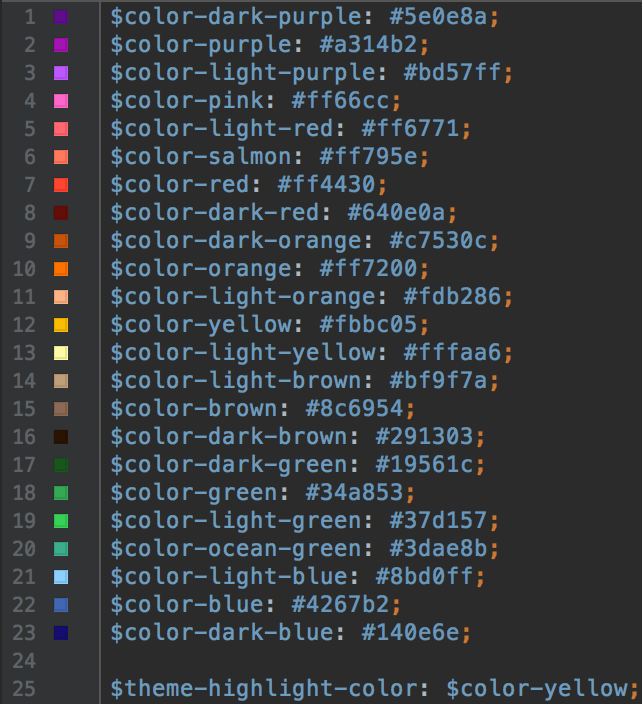 1 $color-dark-purple: #5e0e8a;
2 $color-purple: #a314b2;
3 $color-light-purple: #bd57ff;
4 $color-pink: #ff66cc;
5 $color-light-red: #ff6771;
6 $color-salmon: #ff795e;
7 $color-red: #ff4430;
8 $color-dark-red: #640e0a;
9 $color-dark-orange: #c7530c;
10 $color-orange: #ff7200;
11 $color-light-orange: #fdb286;
12 $color-yellow: #fbbc05;
13 $color-light-yellow: #fffaa6;
14 $color-light-brown: #bf9f7a;
15 $color-brown: #8c6954;
16 $color-dark-brown: #291303;
17 $color-dark-green: #19561c;
18 $color-green: #34a853;
19 $color-light-green: #37d157;
20 $color-ocean-green: #3dae8b;
21 $color-light-blue: #8bd0ff;
22 $color-blue: #4267b2;
23 $color-dark-blue: #140e6e;
24
25 $theme-highlight-color: $color-yellow;